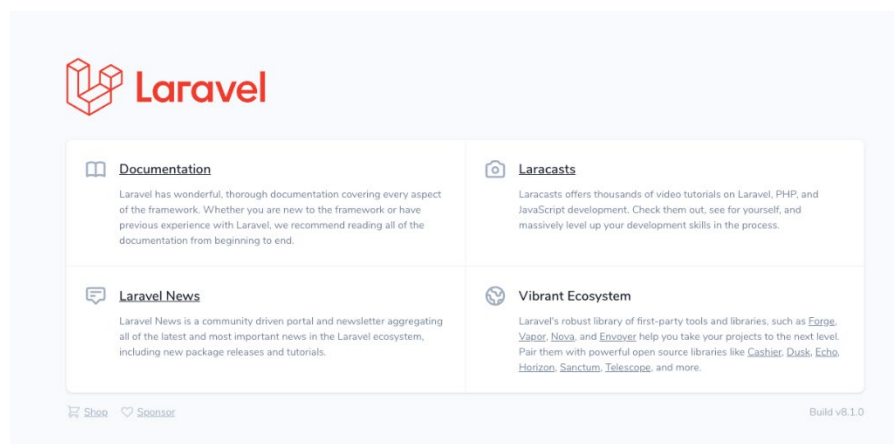 Laravel
Documentation
Laravel has wonderful, thorough documentation covering every aspect
of the framework. Whether you are new to the framework or have
previous experience with Laravel, we recommend reading all of the
documentation from beginning to end.
Laracasts
Laracasts offers thousands of video tutorials on Laravel, PHP, and
JavaScript development. Check them out, see for yourself, and
massively level up your development skills in the process.
Laravel News
Laravel News is a community driven portal and newsletter aggregating
all of the latest and most important news in the Laravel ecosystem,
including new package releases and tutorials.
Vibrant Ecosystem
Laravel's robust library of first-party tools and libraries, such as Forge,
Vapor, Nova, and Envoyer help you take your projects to the next level.
Pair them with powerful open source libraries like Cashier, Dusk, Echo,
Horizon, Sanctum, Telescope, and more.
Shop Sponsor
Build v8.1.0